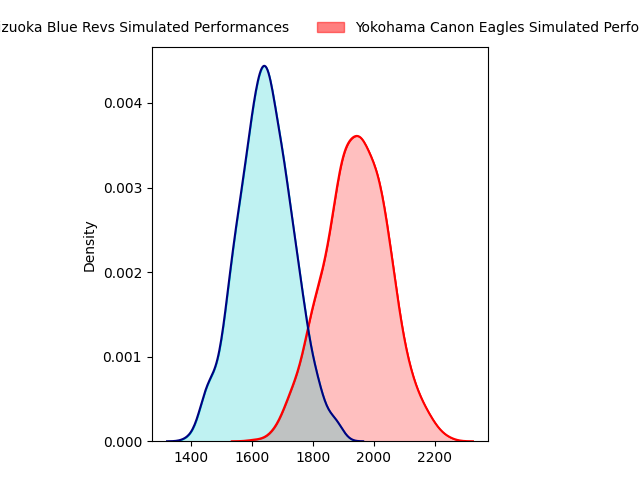 zuoka Blue Revs Simulated Performances
Yokohama Canon Eagles Simulated Perfo
0.004
0.003
0.002
0.001
0.000
Density
1400 1600 1800 2000 2200